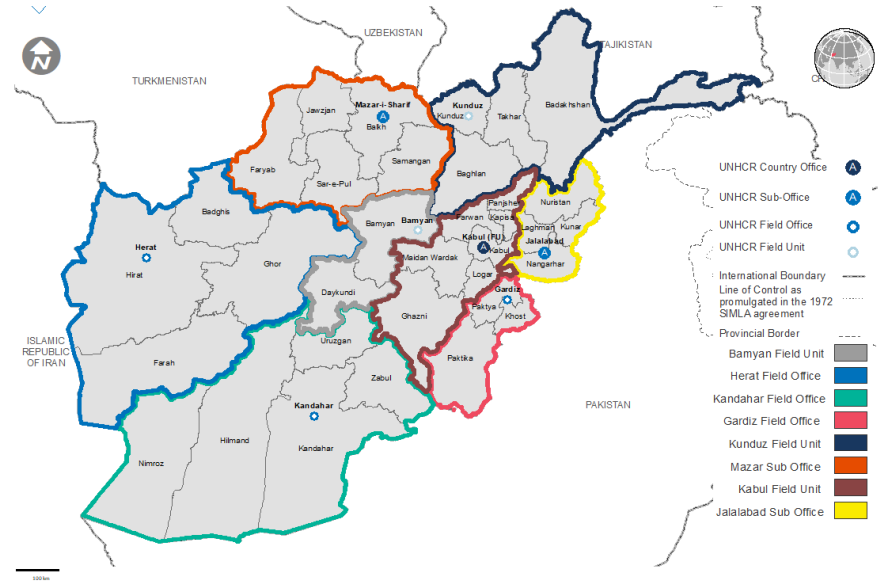 UZBEKISTAN
TAJIKISTAN
TURKMENISTAN
N
Jawzjan
Mazar-i-Sharif
A
Balkh
Kunduz
Kunduz
Takhar
Badakhshan
Faryab
Samangan
Sar-e-Pul
Baghlan
Badghis
Bamyan
Bamyan
Panjsher
Parwan
Kapisa
Nuristan
Laghman
Kunar
Kabul (FU)
A
Kabul
Jalalabad
A
Nangarhar
Herat
Hirat
Ghor
Maidan Wardak
Logar
Daykundi
Gardiz
Paktya
Khost
Ghazni
Uruzgan
Paktika
ISLAMIC
REPUBLIC
OF IRAN
Farah
Zabul
Kandahar
Kandahar
Hilmand
Nimroz
PAKISTAN
UNHCR Country Office
A
UNHCR Sub-Office
A
UNHCR Field Office
UNHCR Field Unit
International Boundary
Line of Control as
promulgated in the 1972
SIMLA agreement
Provincial Border
Bamyan Field Unit
Herat Field Office
Kandahar Field Office
Gardiz Field Office
Kunduz Field Unit
Mazar Sub Office
Kabul Field Unit
Jalalabad Sub Office